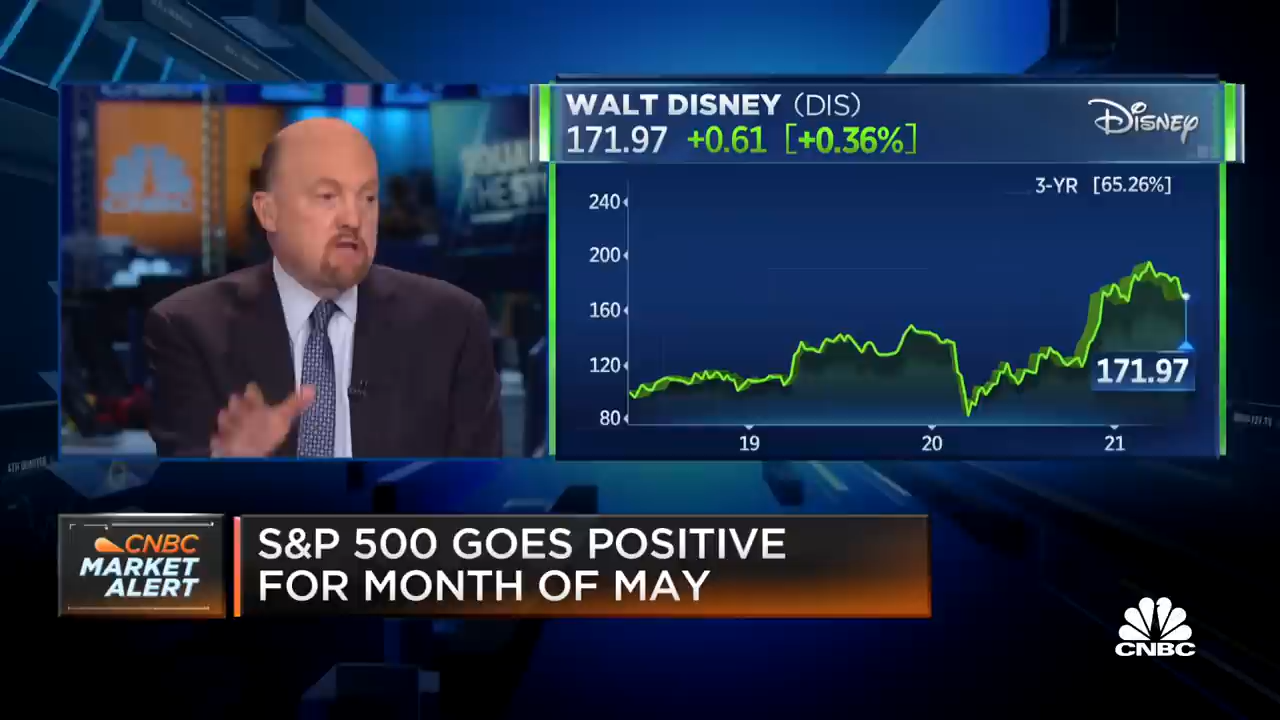 WALT DISNEY (DIS)
171.97 +0.61 [+0.36%]
DISNEY
3-YR [65.26%]
240
200
160
120
80
171.97
19
20
21
CNBC
MARKET
ALERT
S&P 500 GOES POSITIVE
FOR MONTH OF MAY
CNBC
CNBC